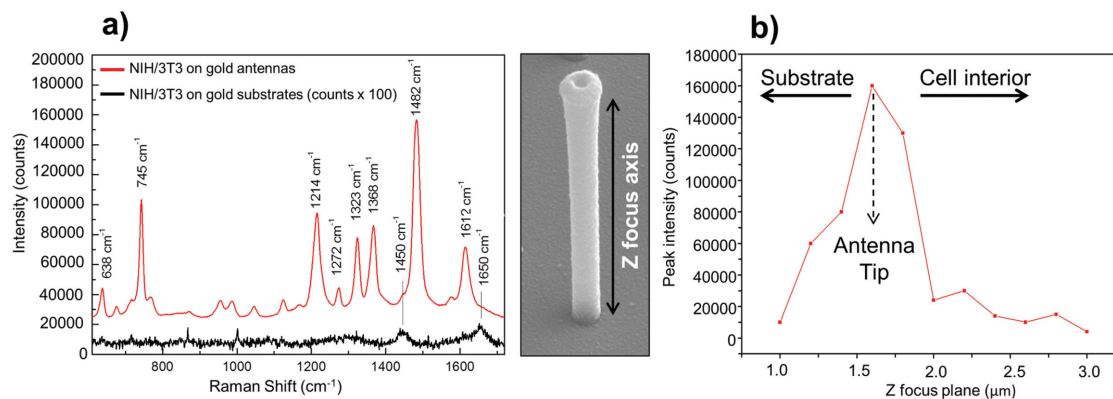 a)
200000
180000
160000
140000
120000
100000
80000
60000
40000
20000
0
Intensity (counts)
NIH/3T3 on gold antennas
NIH/3T3 on gold substrates (counts x 100)
638 cm⁻¹
745 cm⁻¹
1214 cm⁻¹
1272 cm⁻¹
1323 cm⁻¹
1368 cm⁻¹
1450 cm⁻¹
1482 cm⁻¹
1612 cm⁻¹
1650 cm⁻¹
800 1000 1200 1400 1600
Raman Shift (cm⁻¹)
Z focus axis
b)
180000
160000
140000
120000
100000
80000
60000
40000
20000
0
Peak intensity (counts)
Substrate
Cell interior
Antenna
Tip
1.0 1.5 2.0 2.5 3.0
Z focus plane (μm)